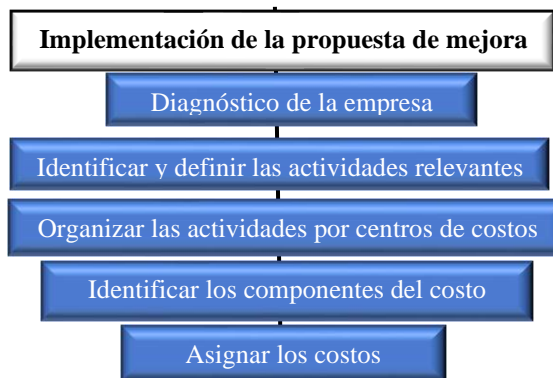 Implementación de la propuesta de mejora
Diagnóstico de la empresa
Identificar y definir las actividades relevantes
Organizar las actividades por centros de costos
Identificar los componentes del costo
Asignar los costos